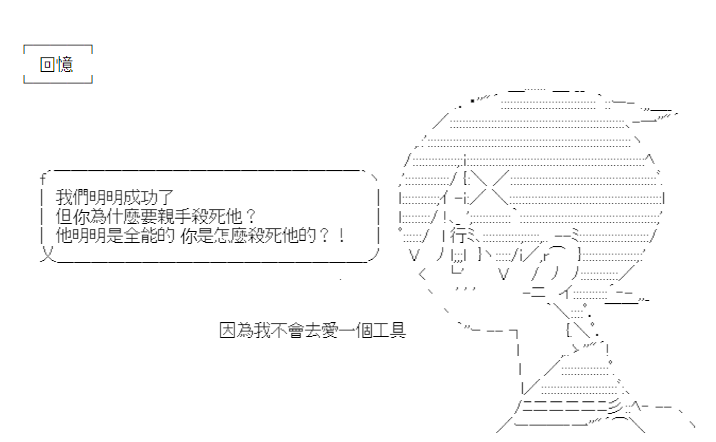 回憶
我們明明成功了
但你為什麼要親手殺死他？
他明明是全能的 你是怎麼殺死他的？！
因為我不會去愛一個工具